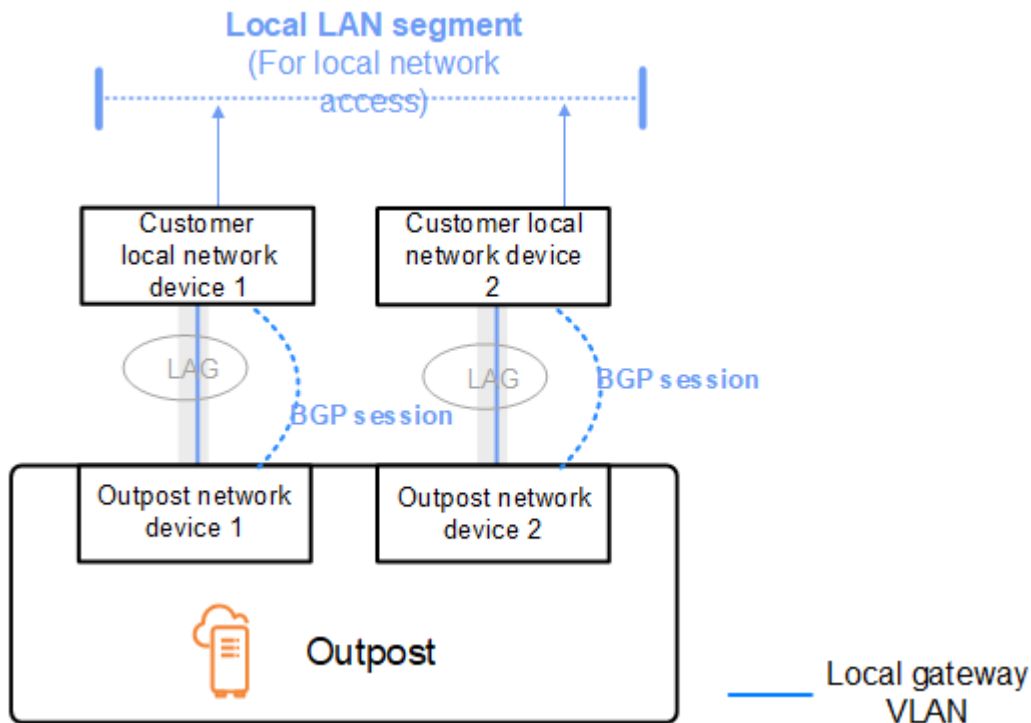 Local LAN segment
(For local network
access)
Customer
local network
device 1
Customer local
network device
2
LAG
LAG
BGP session
BGP session
Outpost network
device 1
Outpost network
device 2
Outpost
Local gateway
VLAN